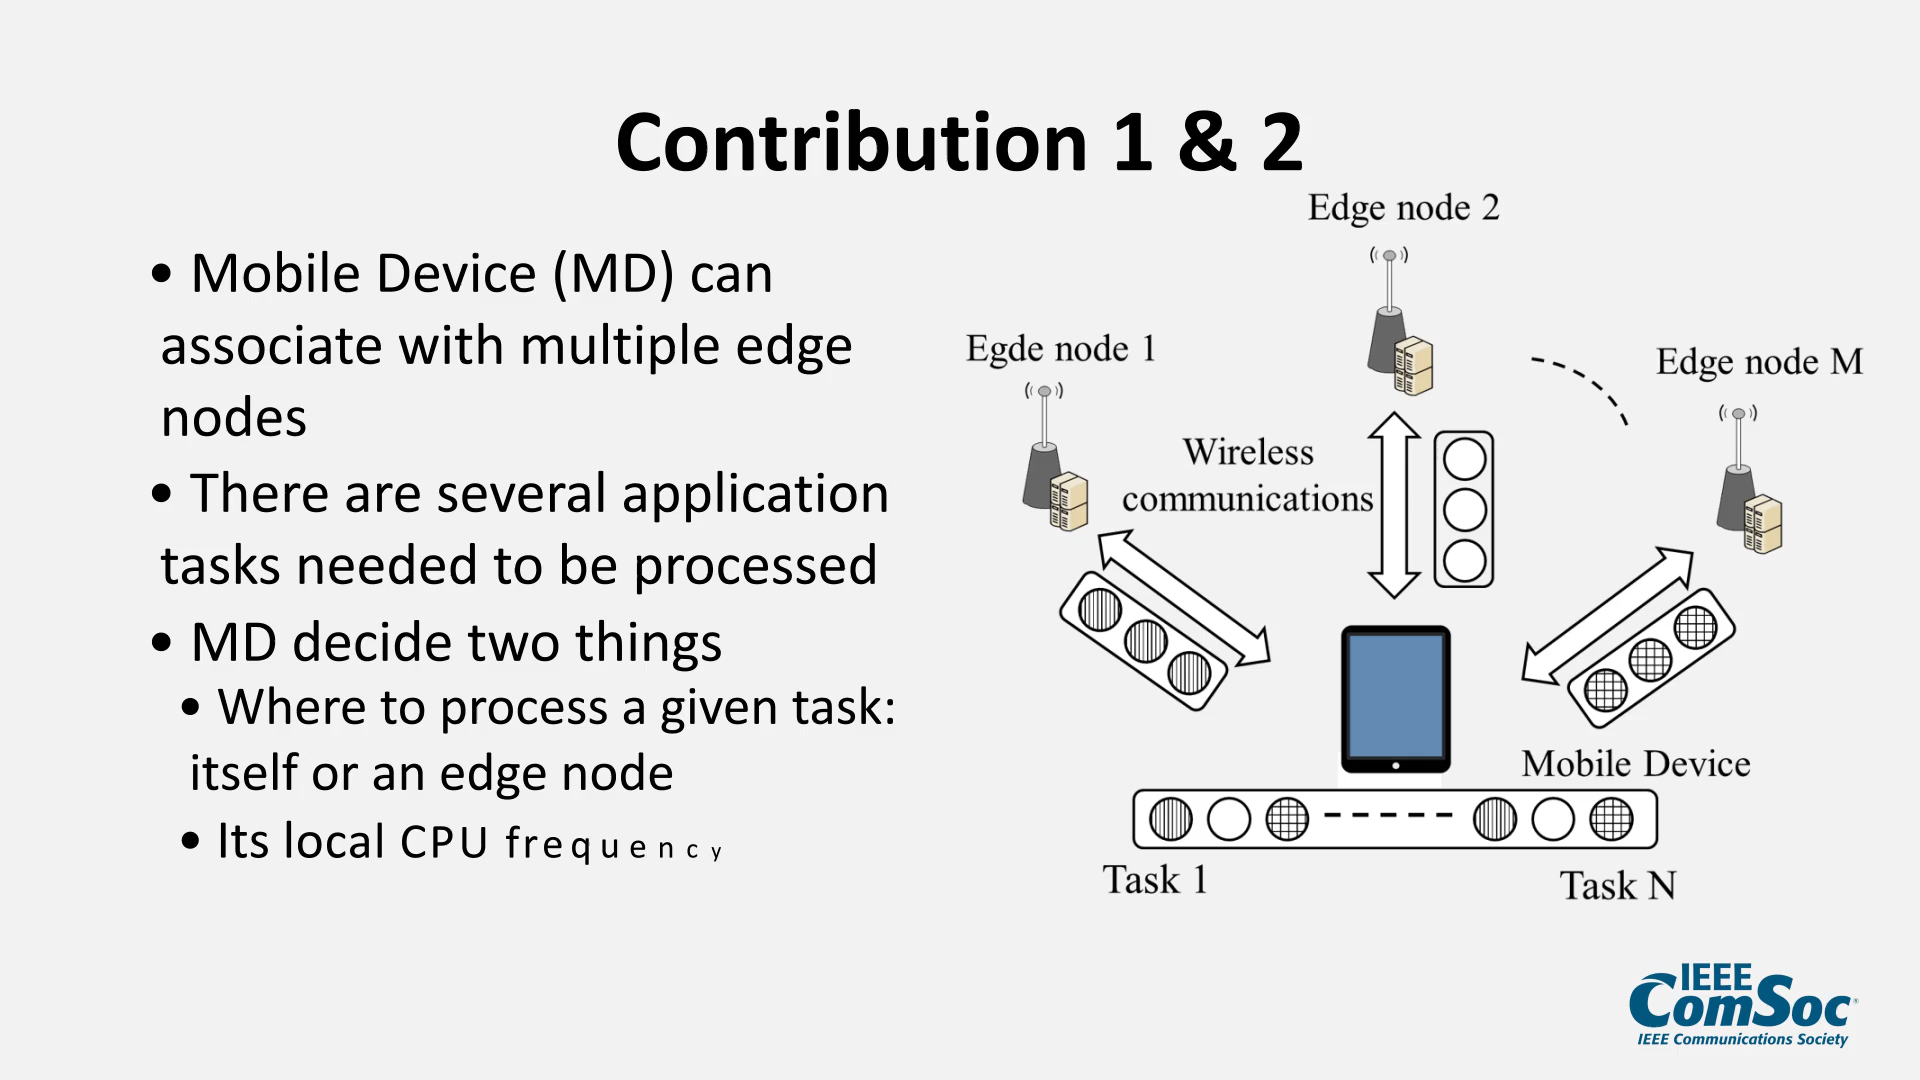 Contribution 1 & 2
• Mobile Device (MD) can
associate with multiple edge
nodes
• There are several application
tasks needed to be processed
• MD decide two things
• Where to process a given task:
itself or an edge node
• Its local CPU frequency
Edge node 2
Egde node 1
Edge node M
Wireless
communications
Mobile Device
Task 1
Task N
IEEE
ComSoc
IEEE Communications Society